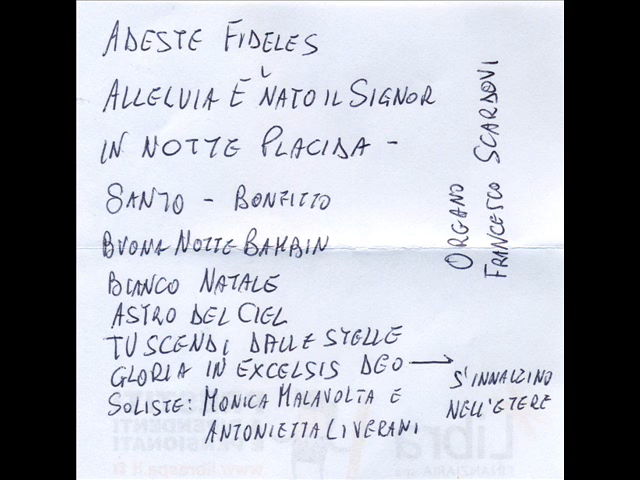 ADESTE FIDELES
ALLELUIA È NATO IL SIGNOR
IN NOTTE PLACIDA -
SANTO - BONFITTO
BUONA NOTTE BAMBIN
BIANCO NATALE
ASTRO DEL CIEL
TU SCENDI DALLE STELLE
GLORIA IN EXCELSIS DEO →
S'INNALZINO
NELL'ETERE
SOLISTE: MONICA MALAVOLTA E
ANTONIETTA LIVERANI
ORGANO
FRANCESCO SCARDOVI